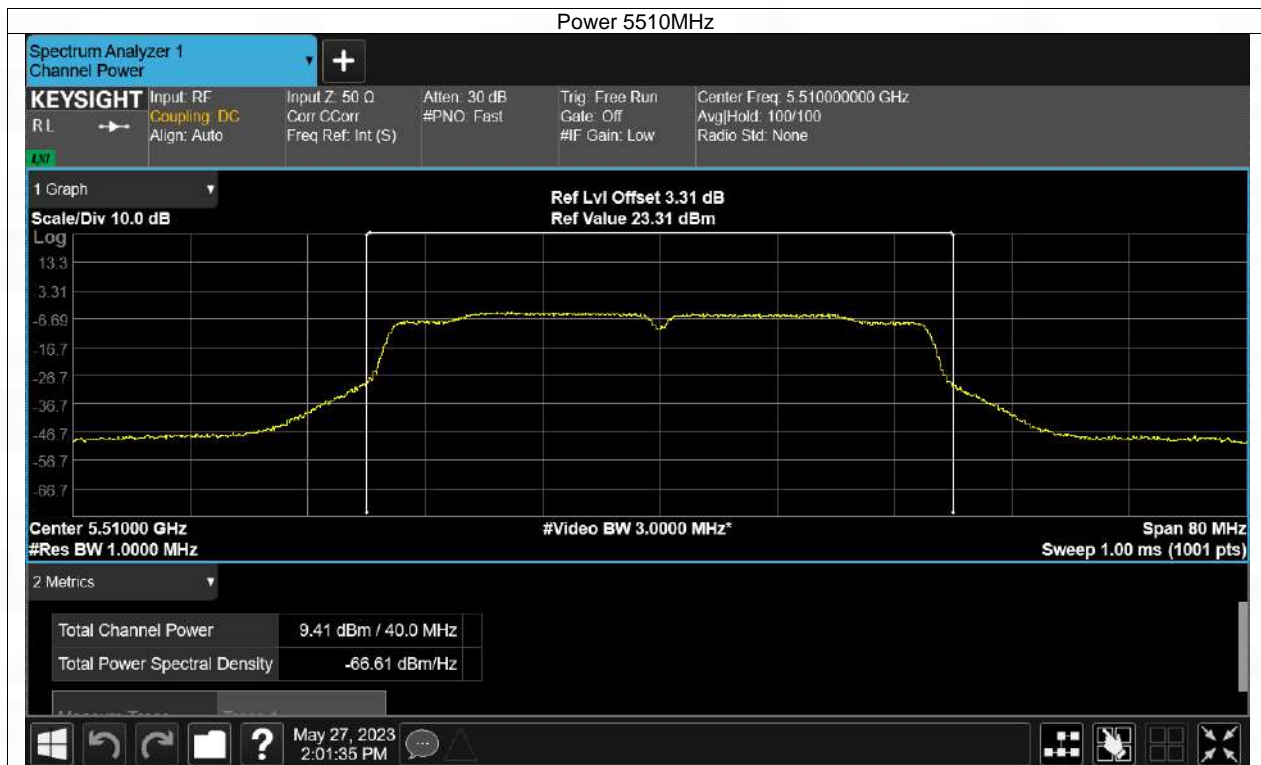 Power 5510MHz
Spectrum Analyzer 1
Channel Power
+
KEYSIGHT Input: RF Input Z: 50 Ω Atten: 30 dB Trig: Free Run Center Freq: 5.510000000 GHz
RL Coupling: DC Corr CCorr #PNO: Fast Gate: Off Avg|Hold: 100/100
Align: Auto Freq Ref: Int (S) #IF Gain: Low Radio Std: None
LXI
1 Graph Ref Lvl Offset 3.31 dB
Scale/Div 10.0 dB Ref Value 23.31 dBm
Log
13.3
3.31
-6.69
-16.7
-26.7
-36.7
-46.7
-56.7
-66.7
Center 5.51000 GHz #Video BW 3.0000 MHz* Span 80 MHz
#Res BW 1.0000 MHz Sweep 1.00 ms (1001 pts)
2 Metrics
Total Channel Power 9.41 dBm / 40.0 MHz
Total Power Spectral Density -66.61 dBm/Hz
? May 27, 2023
2:01:35 PM